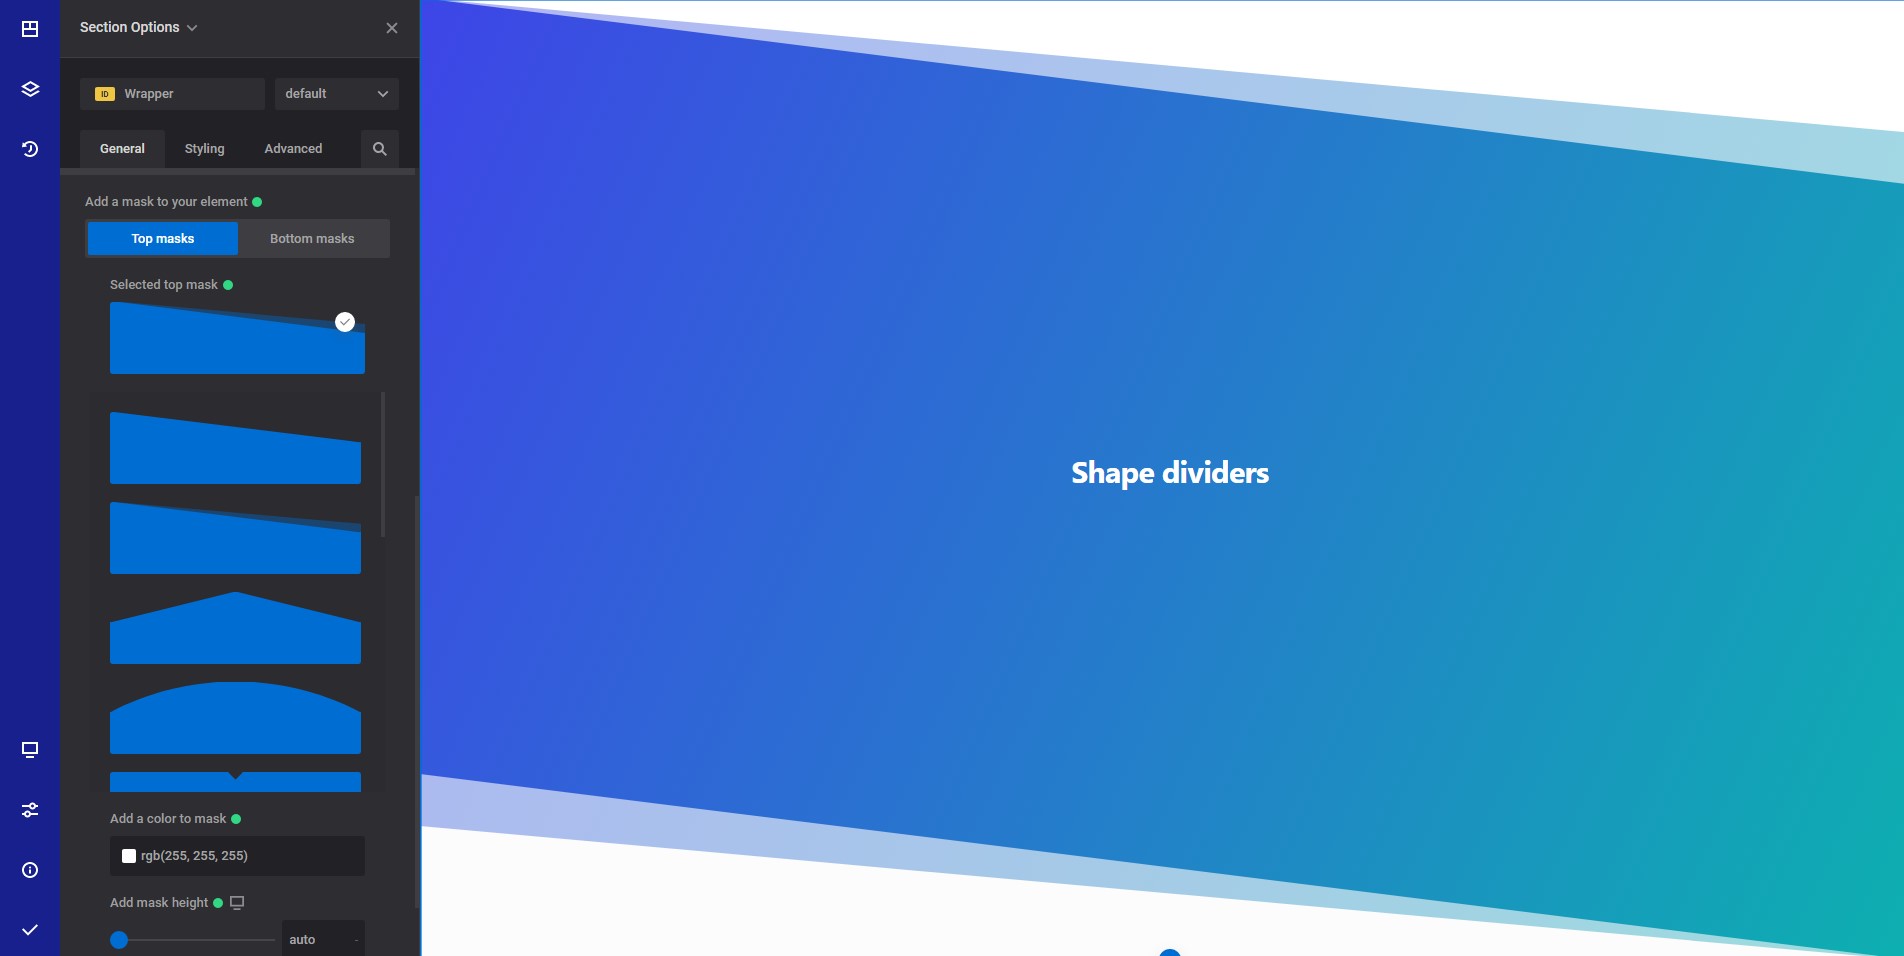 Section Options
ID Wrapper default
General Styling Advanced
Add a mask to your element
Top masks Bottom masks
Selected top mask
Add a color to mask
rgb(255, 255, 255)
Add mask height
auto -
Shape dividers